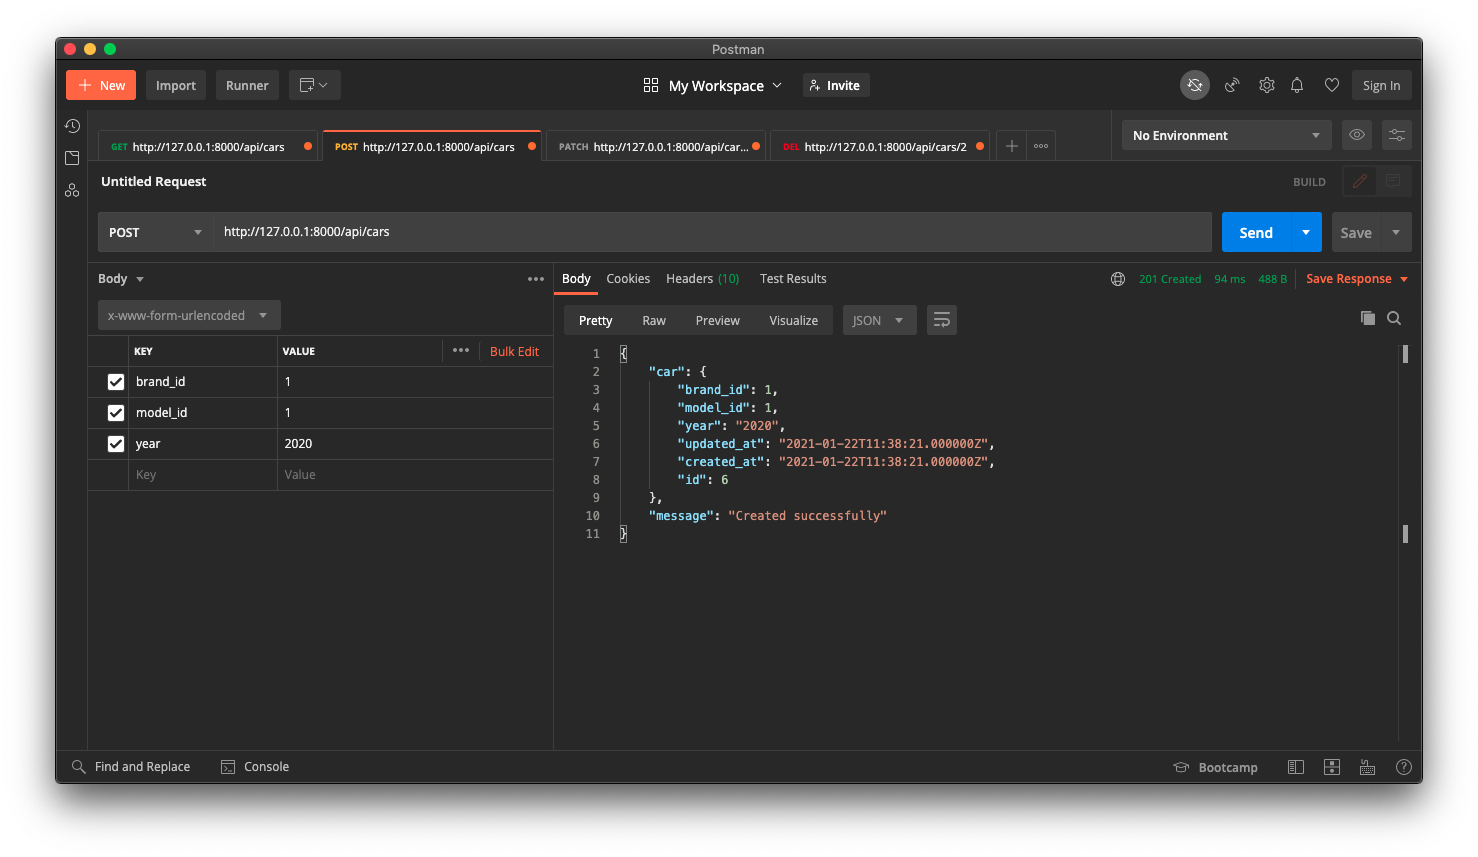 Postman
New Import Runner My Workspace Invite Sign In
GET http://127.0.0.1:8000/api/cars POST http://127.0.0.1:8000/api/cars PATCH http://127.0.0.1:8000/api/car... DEL http://127.0.0.1:8000/api/cars/2 No Environment
Untitled Request BUILD
POST http://127.0.0.1:8000/api/cars Send Save
Body
x-www-form-urlencoded
KEY VALUE Bulk Edit
brand_id 1
model_id 1
year 2020
Key Value
Body Cookies Headers (10) Test Results 201 Created 94 ms 488 B Save Response
Pretty Raw Preview Visualize JSON
1 {
2 "car": {
3 "brand_id": 1,
4 "model_id": 1,
5 "year": "2020",
6 "updated_at": "2021-01-22T11:38:21.000000Z",
7 "created_at": "2021-01-22T11:38:21.000000Z",
8 "id": 6
9 },
10 "message": "Created successfully"
11 }
Find and Replace Console Bootcamp